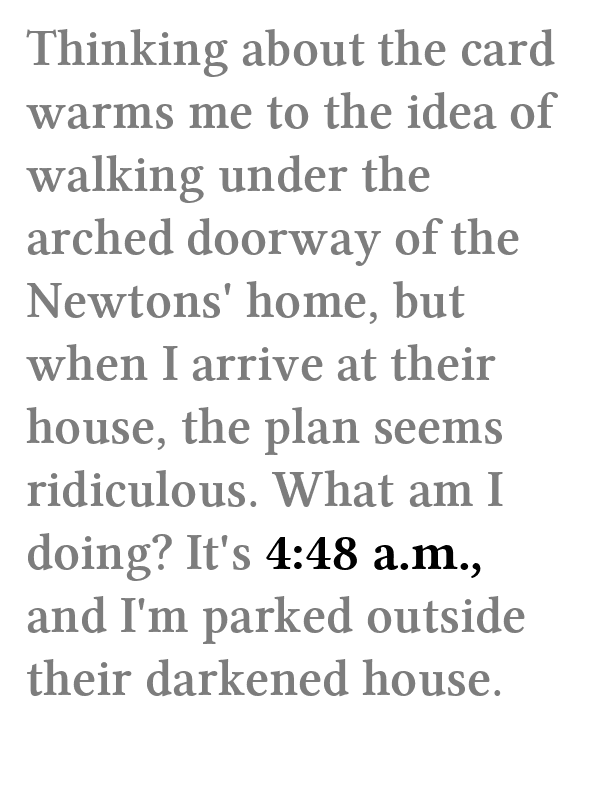 Thinking about the card
warms me to the idea of
walking under the
arched doorway of the
Newtons' home, but
when I arrive at their
house, the plan seems
ridiculous. What am I
doing? It's 4:48 a.m.,
and I'm parked outside
their darkened house.